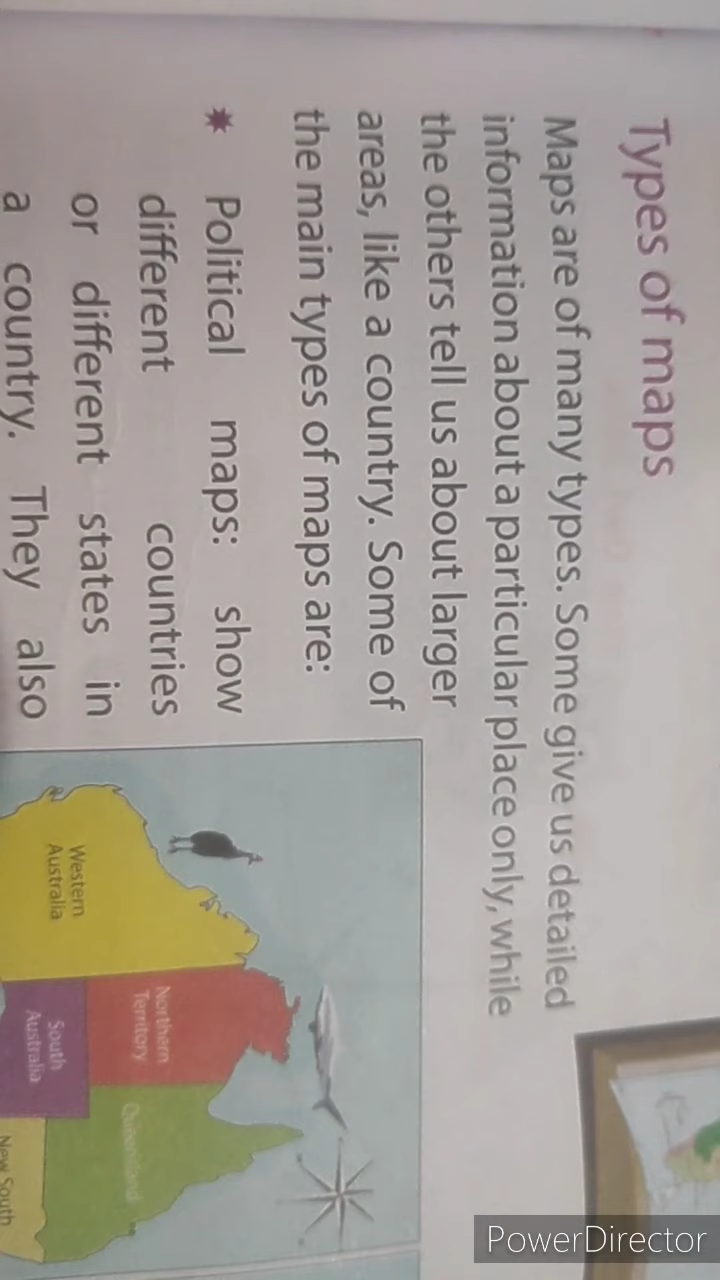 Types of maps
Maps are of many types. Some give us detailed
information about a particular place only, while
the others tell us about larger
areas, like a country. Some of
the main types of maps are:
✷ Political maps: show
different countries
or different states in
a country. They also
Western
Australia
Northern
Territory
Queensland
South
Australia
New South
PowerDirector